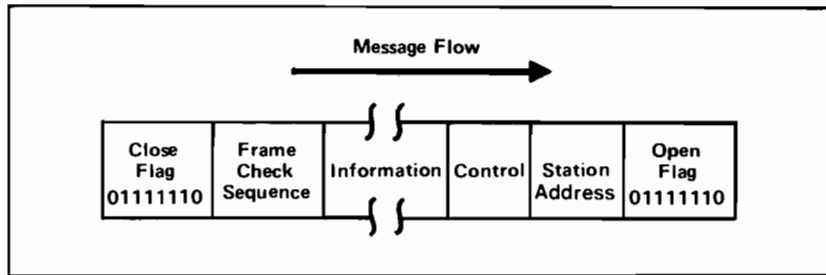 Message Flow
Close
Flag
01111110
Frame
Check
Sequence
Information
Control
Station
Address
Open
Flag
01111110